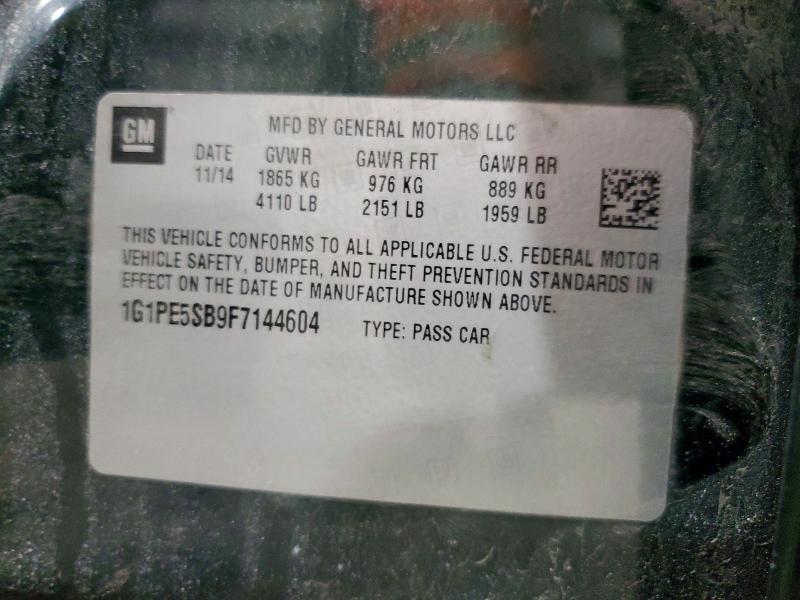 GM
MFD BY GENERAL MOTORS LLC
DATE GVWR GAWR FRT GAWR RR
11/14 1865 KG 976 KG 889 KG
4110 LB 2151 LB 1959 LB
THIS VEHICLE CONFORMS TO ALL APPLICABLE U.S. FEDERAL MOTOR
VEHICLE SAFETY, BUMPER, AND THEFT PREVENTION STANDARDS IN
EFFECT ON THE DATE OF MANUFACTURE SHOWN ABOVE.
1G1PE5SB9F7144604 TYPE: PASS CAR